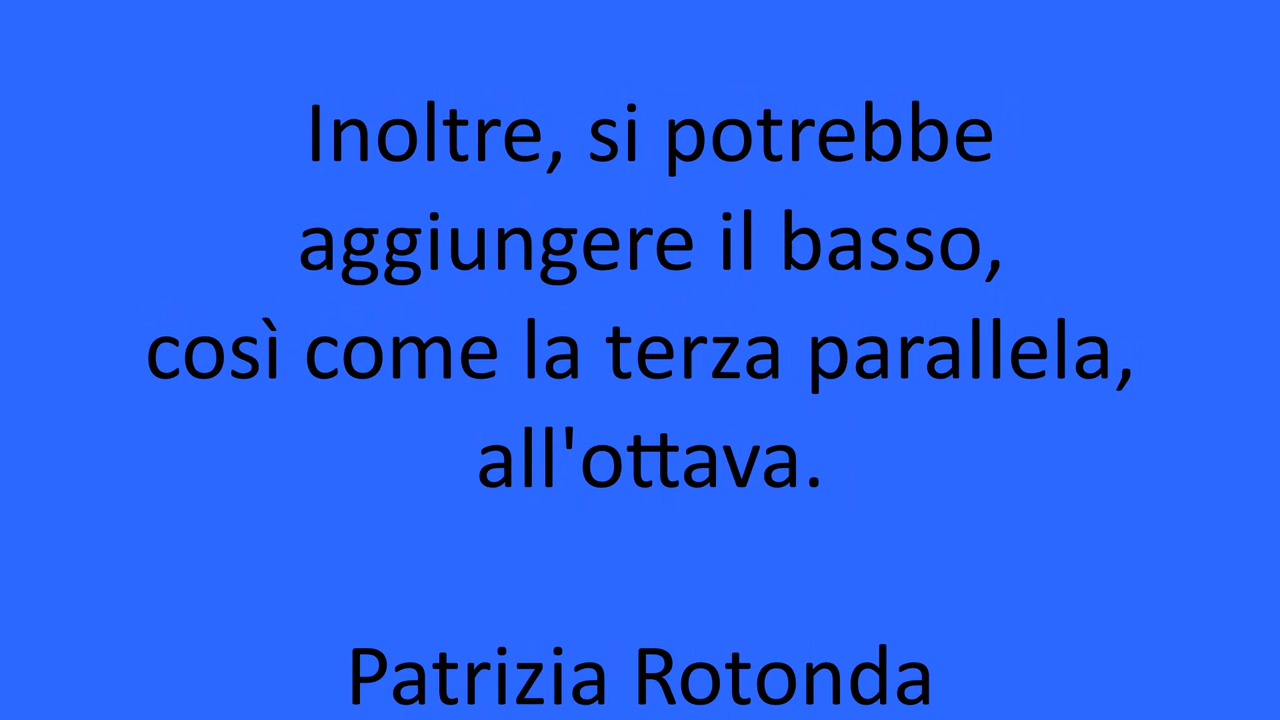 Inoltre, si potrebbe
aggiungere il basso,
così come la terza parallela,
all'ottava.
Patrizia Rotonda